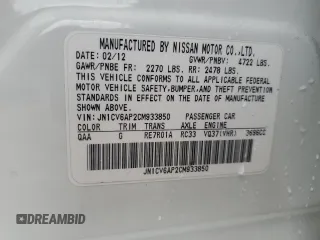 MANUFACTURED BY NISSAN MOTOR CO.,LTD.
DATE: 02/12 GVWR/PNBV: 4722 LBS.
GAWR/PNBE FR: 2270 LBS. RR: 2478 LBS.
THIS VEHICLE CONFORMS TO ALL APPLICABLE FEDERAL
MOTOR VEHICLE SAFETY, BUMPER, AND THEFT PREVENTION
STANDARDS IN EFFECT ON THE DATE OF MANUFACTURE
SHOWN ABOVE.
VIN: JN1CV6AP2CM933850 PASSENGER CAR
COLOR TRIM TRANS AXLE ENGINE
QAA G RE7R01A RC33 VQ37(VHR)
JN1CV6AP2CM933850